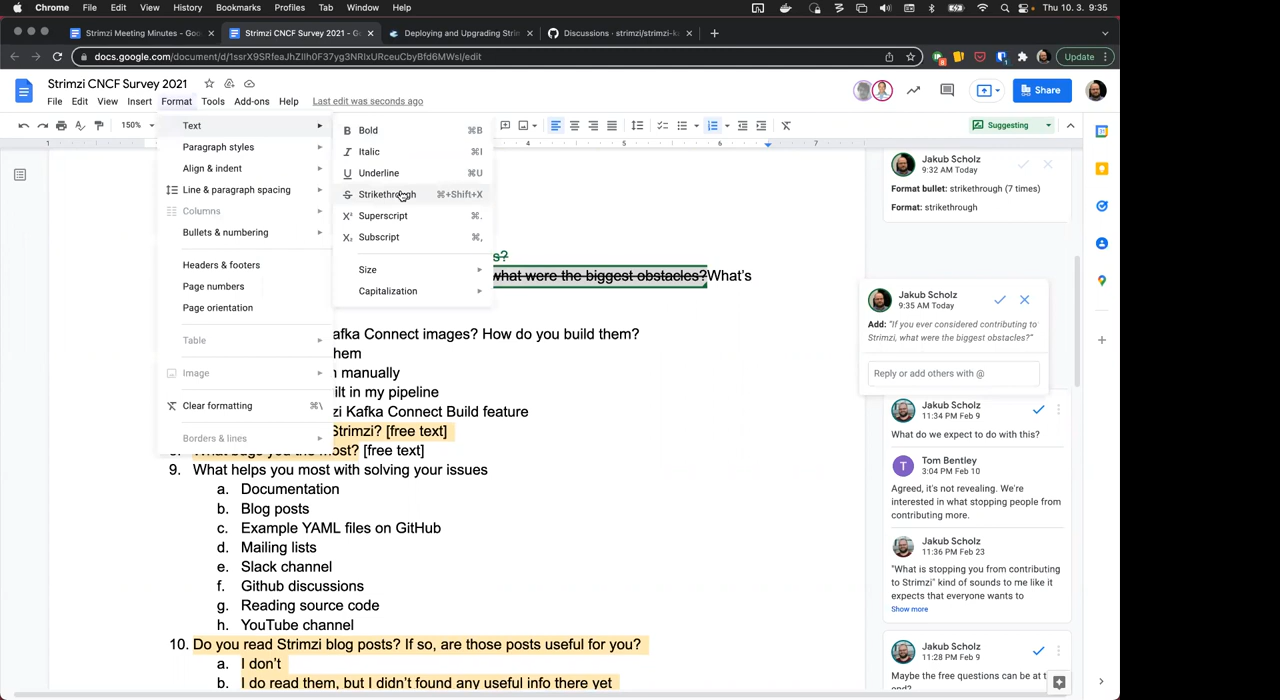 Chrome File Edit View History Bookmarks Profiles Tab Window Help Thu 10. 3. 9:35
Strimzi Meeting Minutes - Goo Strimzi CNCF Survey 2021 - G Deploying and Upgrading Strim Discussions · strimzi/strimzi-ka
docs.google.com/document/d/1ssrX9SRfeaJhZIlh0F37yg3NRIxURceuCbyBfd6MWsI/edit Update
Strimzi CNCF Survey 2021
File Edit View Insert Format Tools Add-ons Help Last edit was seconds ago Share
150% Suggesting
1 4 5 6 7
Text
Paragraph styles
Align & indent
Line & paragraph spacing
Columns
Bullets & numbering
Headers & footers
Page numbers
Page orientation
Table
Image
Clear formatting ⌘\
Borders & lines
Bold ⌘B
Italic ⌘I
Underline ⌘U
Strikethrough ⌘+Shift+X
Superscript ⌘.
Subscript ⌘,
Size
Capitalization
s?
what were the biggest obstacles?What's
afka Connect images? How do you build them?
hem
n manually
ilt in my pipeline
zi Kafka Connect Build feature
Strimzi? [free text]
What bugs you the most? [free text]
9. What helps you most with solving your issues
a. Documentation
b. Blog posts
c. Example YAML files on GitHub
d. Mailing lists
e. Slack channel
f. Github discussions
g. Reading source code
h. YouTube channel
10. Do you read Strimzi blog posts? If so, are those posts useful for you?
a. I don't
b. I do read them, but I didn't found any useful info there yet
Jakub Scholz
9:32 AM Today
Format bullet: strikethrough (7 times)
Format: strikethrough
Jakub Scholz
9:35 AM Today
Add: "If you ever considered contributing to
Strimzi, what were the biggest obstacles?"
Reply or add others with @
Jakub Scholz
11:34 PM Feb 9
What do we expect to do with this?
Tom Bentley
3:04 PM Feb 10
Agreed, it's not revealing. We're
interested in what stopping people from
contributing more.
Jakub Scholz
11:36 PM Feb 23
"What is stopping you from contributing
to Strimzi" kind of sounds to me like it
expects that everyone wants to
Show more
Jakub Scholz
11:28 PM Feb 9
Maybe the free questions can be at t